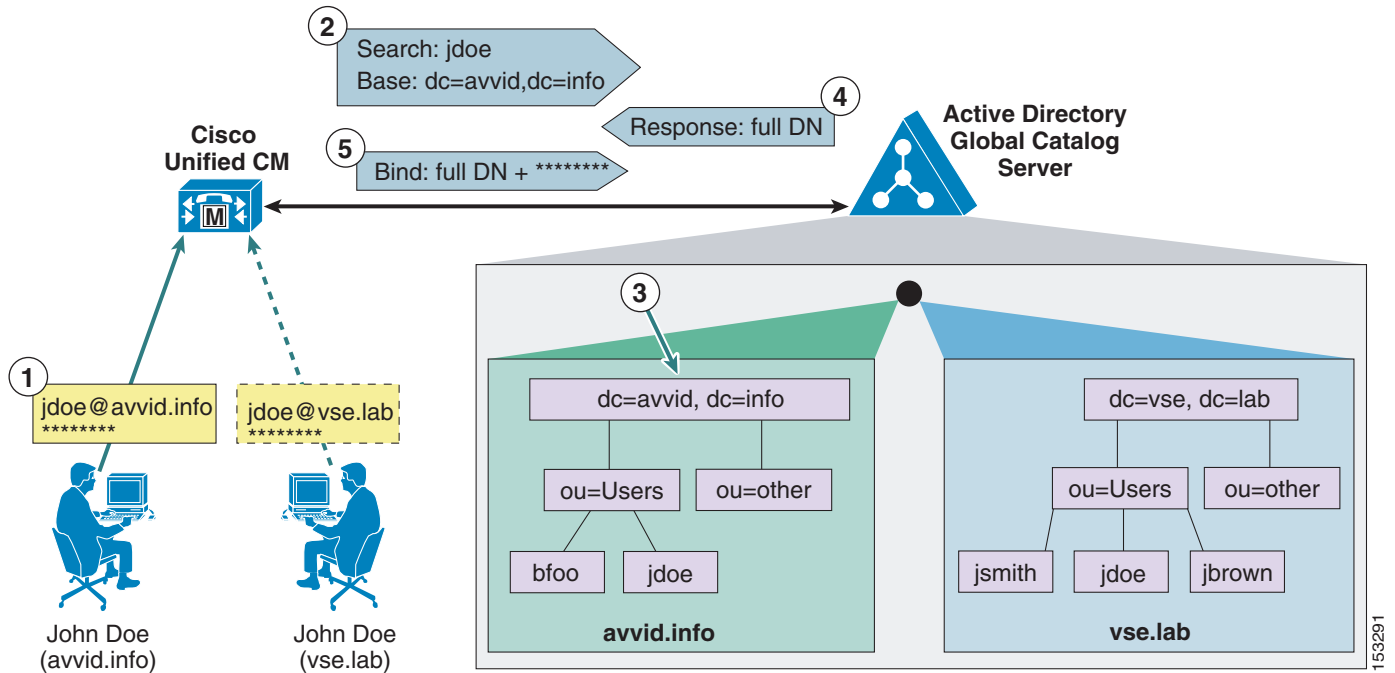 2
Search: jdoe
Base: dc=avvid,dc=info
4
Response: full DN
Active Directory
Global Catalog
Server
Cisco
Unified CM
5
Bind: full DN + ********
M
3
1
jdoe@avvid.info
********
jdoe@vse.lab
********
dc=avvid, dc=info
dc=vse, dc=lab
ou=Users
ou=other
ou=Users
ou=other
bfoo
jdoe
jsmith
jdoe
jbrown
avvid.info
vse.lab
John Doe
(avvid.info)
John Doe
(vse.lab)
153291